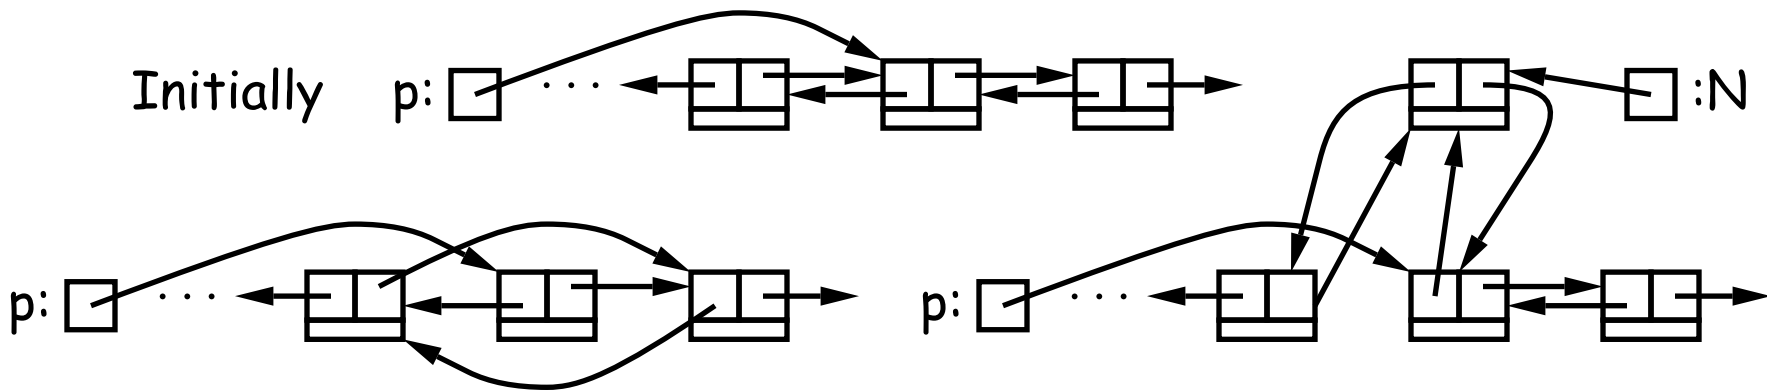 Initially p: . . . :N
p: . . . p: . . .